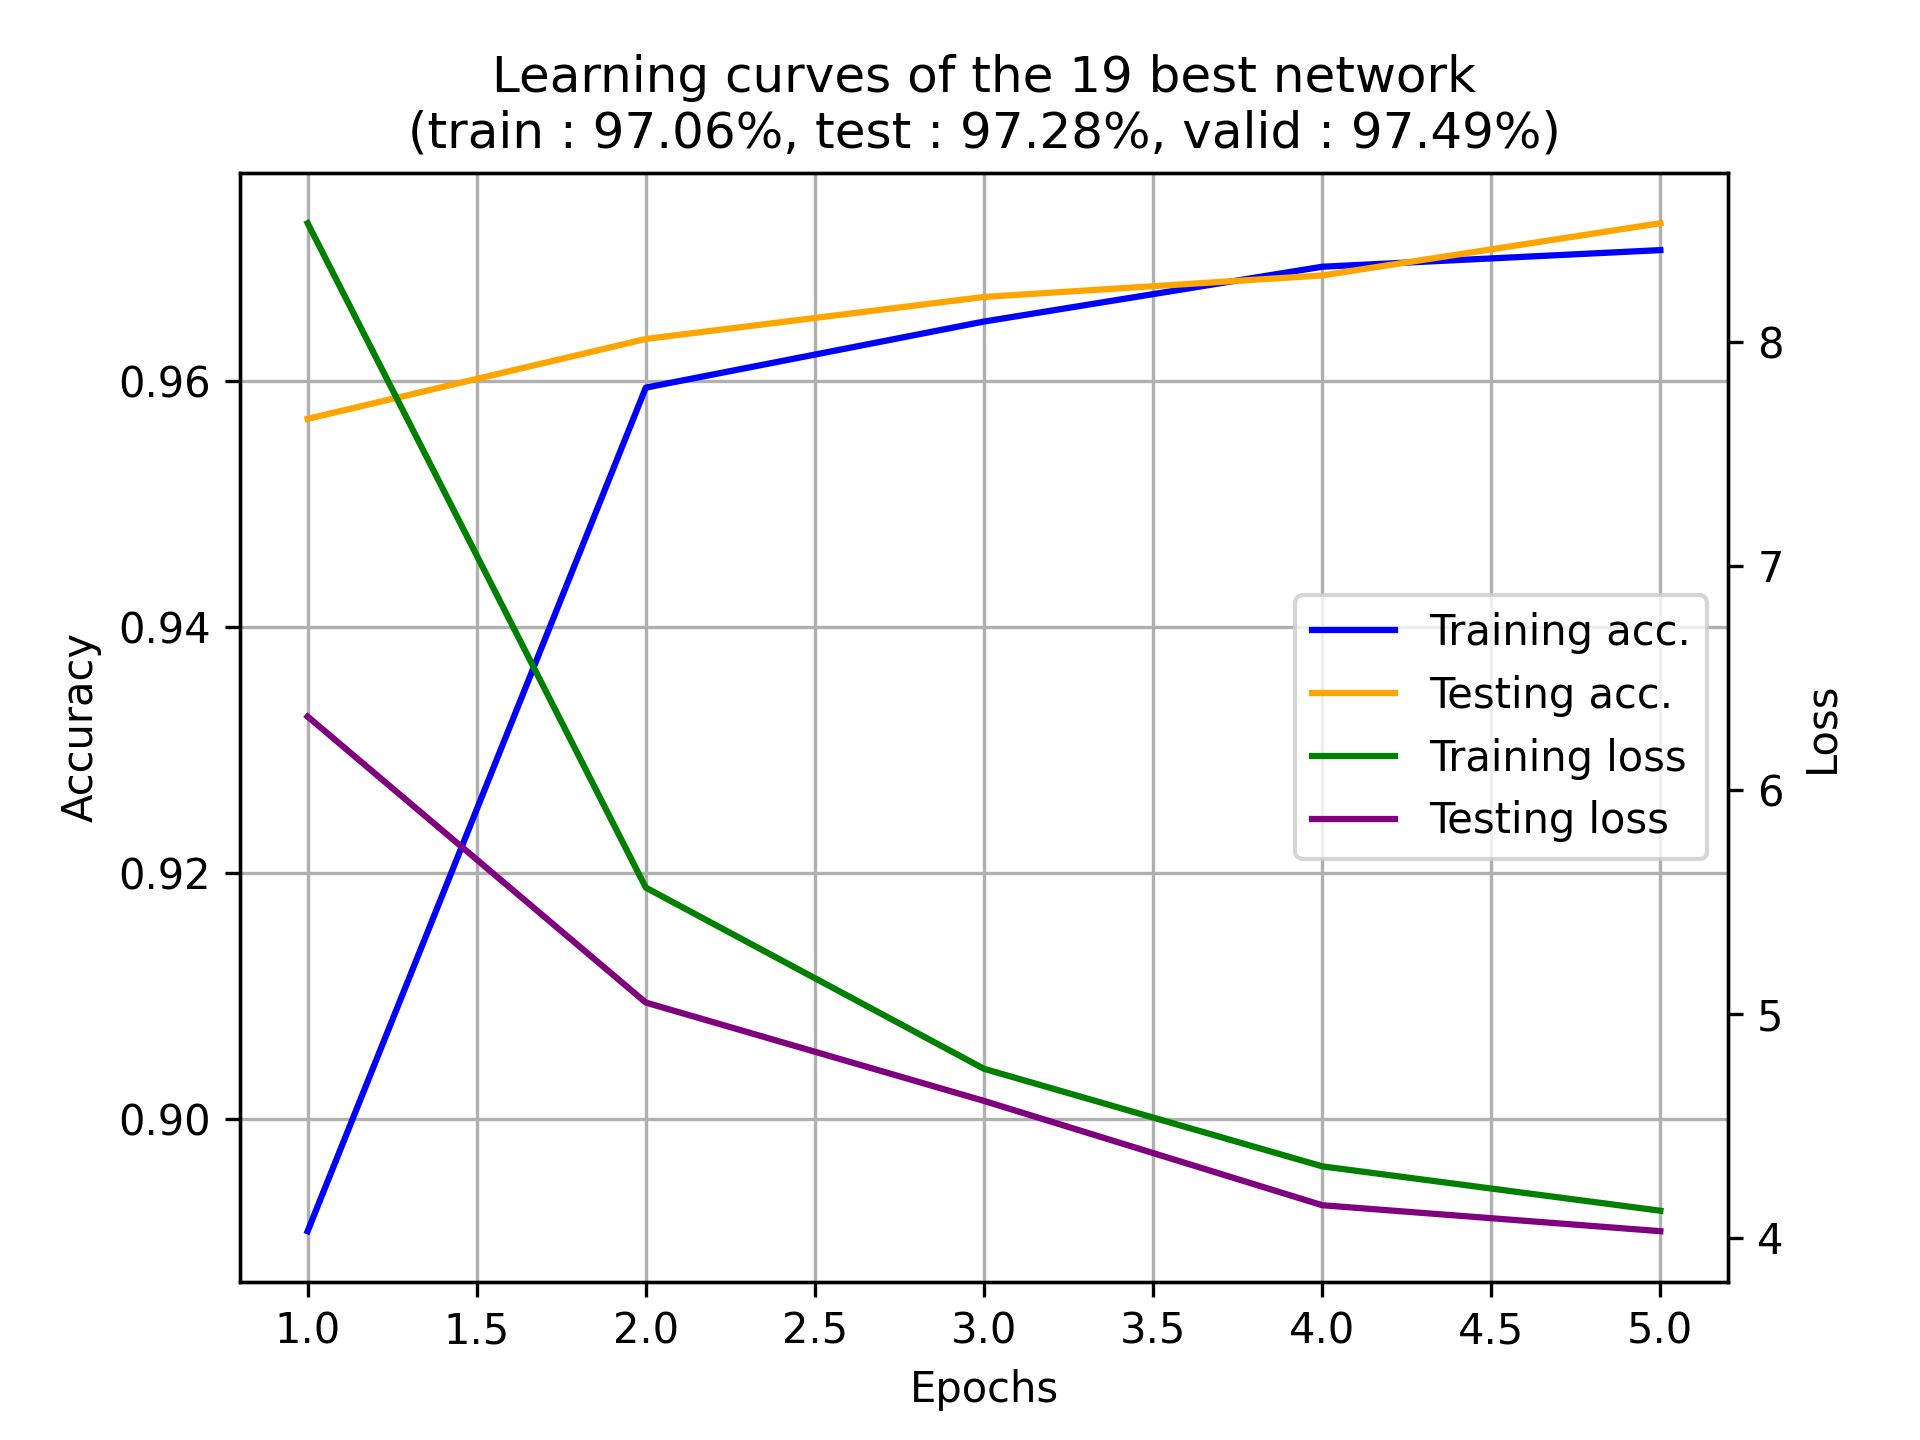 Learning curves of the 19 best network
(train : 97.06%, test : 97.28%, valid : 97.49%)
Accuracy
0.96
0.94
0.92
0.90
8
7
6
5
4
Loss
Training acc.
Testing acc.
Training loss
Testing loss
1.0 1.5 2.0 2.5 3.0 3.5 4.0 4.5 5.0
Epochs